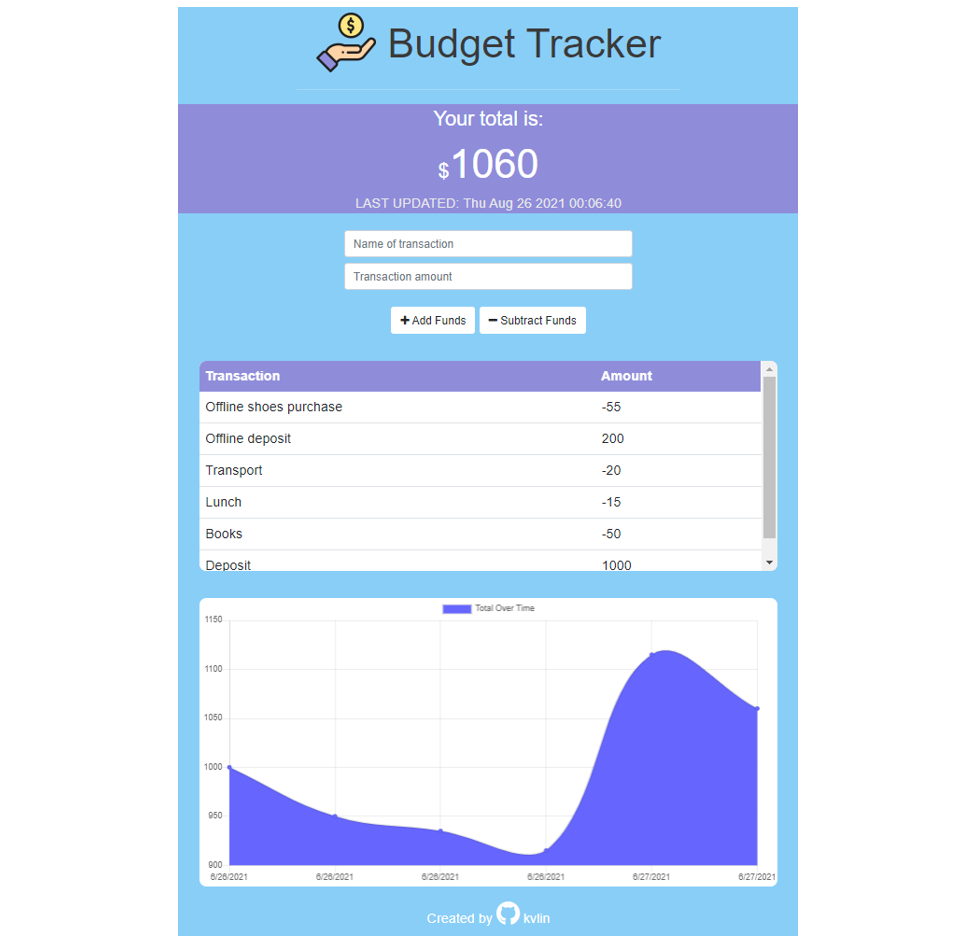 $
Budget Tracker
Your total is:
$1060
LAST UPDATED: Thu Aug 26 2021 00:06:40
Name of transaction
Transaction amount
Add Funds Subtract Funds
Transaction Amount
Offline shoes purchase -55
Offline deposit 200
Transport -20
Lunch -15
Books -50
Deposit 1000
Total Over Time
1150
1100
1050
1000
950
900
6/26/2021 6/26/2021 6/26/2021 6/26/2021 6/27/2021 6/27/2021
Created by kvlin